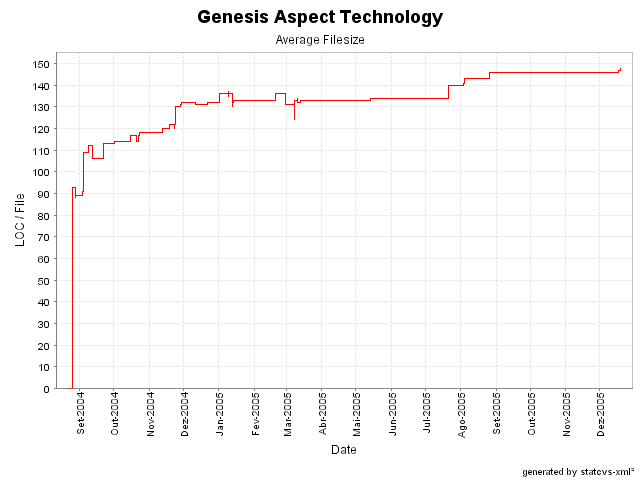 Genesis Aspect Technology
Average Filesize
LOC / File
150
140
130
120
110
100
90
80
70
60
50
40
30
20
10
0
Set-2004
Out-2004
Nov-2004
Dez-2004
Jan-2005
Fev-2005
Mar-2005
Abr-2005
Mai-2005
Jun-2005
Jul-2005
Ago-2005
Set-2005
Out-2005
Nov-2005
Dez-2005
Date
generated by statcvs-xml²